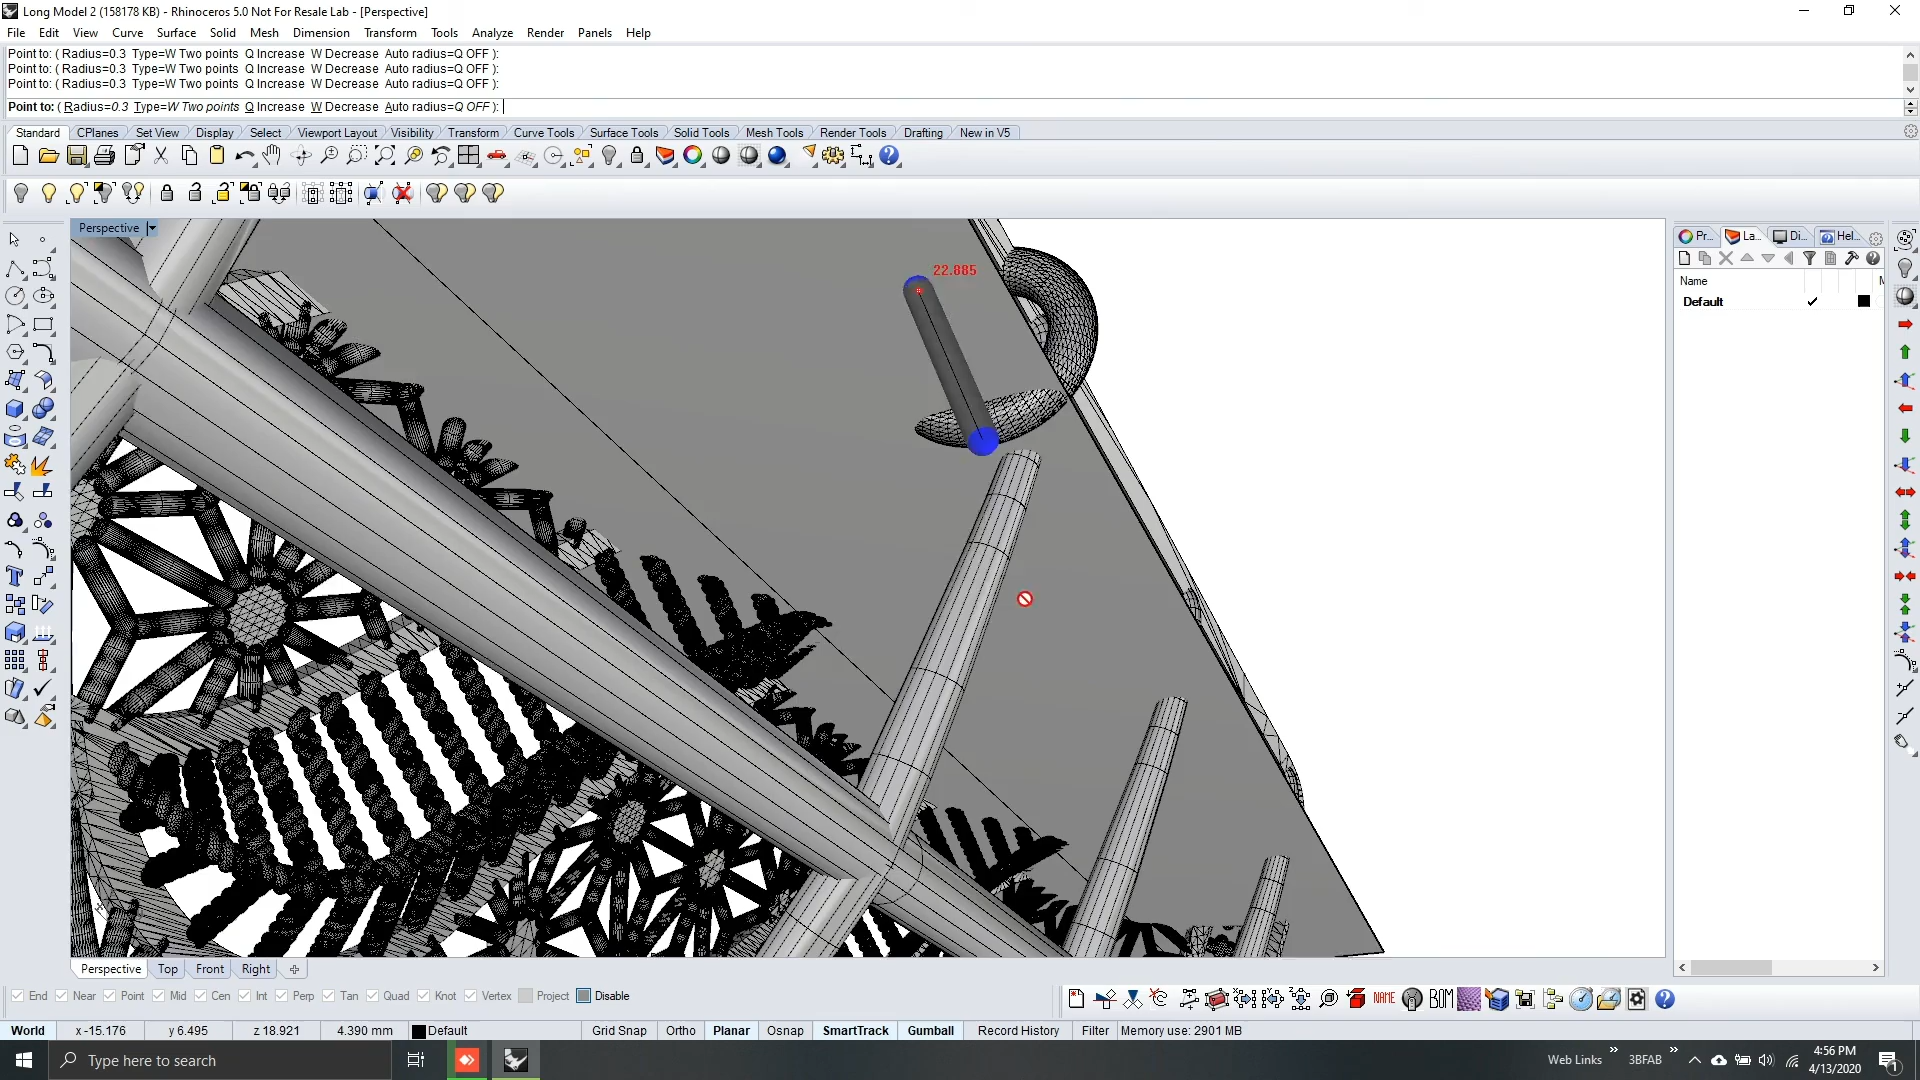 Long Model 2 (158178 KB) - Rhinoceros 5.0 Not For Resale Lab - [Perspective]
File Edit View Curve Surface Solid Mesh Dimension Transform Tools Analyze Render Panels Help
Point to: ( Radius=0.3 Type=W Two points Q Increase W Decrease Auto radius=Q OFF ):
Point to: ( Radius=0.3 Type=W Two points Q Increase W Decrease Auto radius=Q OFF ):
Point to: ( Radius=0.3 Type=W Two points Q Increase W Decrease Auto radius=Q OFF ):
Point to: ( Radius=0.3 Type=W Two points Q Increase W Decrease Auto radius=Q OFF ):
Standard CPlanes Set View Display Select Viewport Layout Visibility Transform Curve Tools Surface Tools Solid Tools Mesh Tools Render Tools Drafting New in V5
Perspective
Pr... La... Di... Hel...
22.885
Name M
Default
Perspective Top Front Right
End Near Point Mid Cen Int Perp Tan Quad Knot Vertex Project Disable
NAME BOM
World x -15.176 y 6.495 z 18.921 4.390 mm Default Grid Snap Ortho Planar Osnap SmartTrack Gumball Record History Filter Memory use: 2901 MB
Type here to search
Web Links » 3BFAB »
4:56 PM
4/13/2020
1